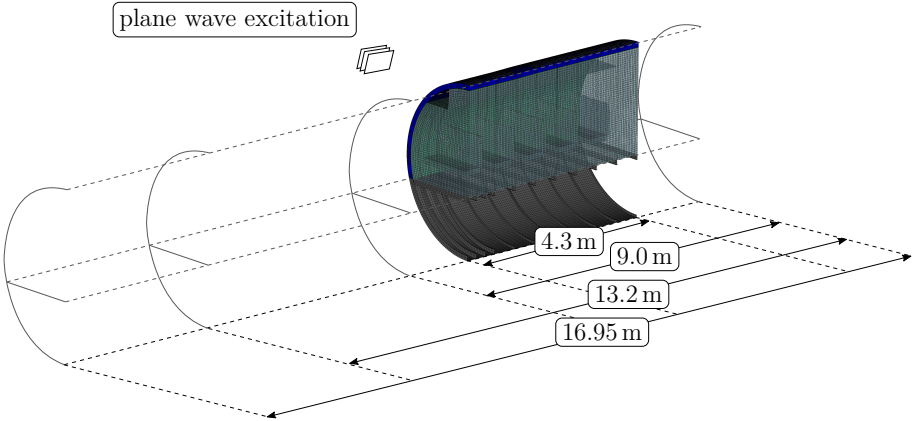 plane wave excitation
4.3 m
9.0 m
13.2 m
16.95 m